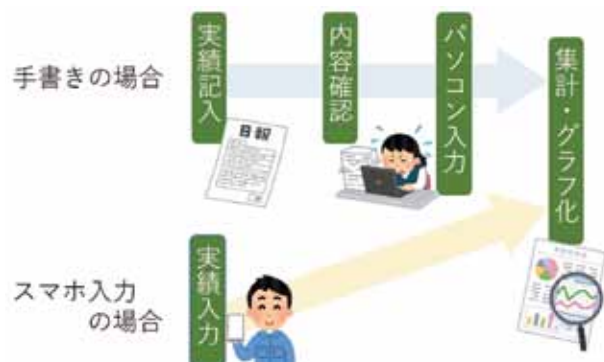 手書きの場合
実績記入
日報
内容確認
パソコン入力
集計・グラフ化
スマホ入力
の場合
実績入力